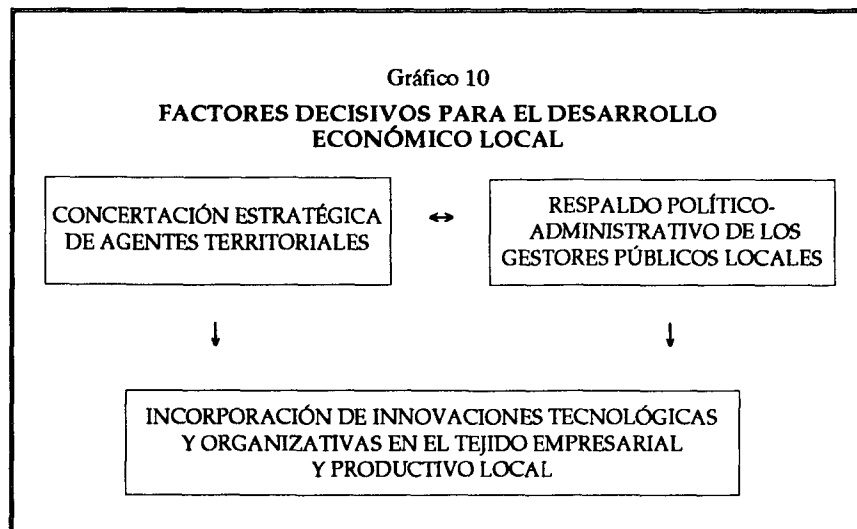 Gráfico 10
FACTORES DECISIVOS PARA EL DESARROLLO
ECONÓMICO LOCAL
CONCERTACIÓN ESTRATÉGICA
DE AGENTES TERRITORIALES
↔
RESPALDO POLÍTICO-
ADMINISTRATIVO DE LOS
GESTORES PÚBLICOS LOCALES
↓ ↓
INCORPORACIÓN DE INNOVACIONES TECNOLÓGICAS
Y ORGANIZATIVAS EN EL TEJIDO EMPRESARIAL
Y PRODUCTIVO LOCAL